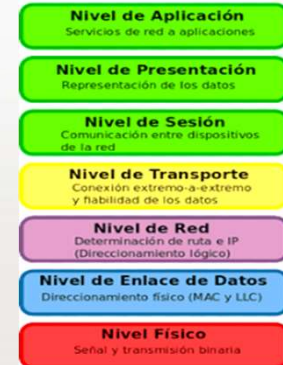 Nivel de Aplicación
Servicios de red a aplicaciones
Nivel de Presentación
Representación de los datos
Nivel de Sesión
Comunicación entre dispositivos
de la red
Nivel de Transporte
Conexión extremo-a-extremo
y fiabilidad de los datos
Nivel de Red
Determinación de ruta e IP
(Direccionamiento lógico)
Nivel de Enlace de Datos
Direccionamiento físico (MAC y LLC)
Nivel Físico
Señal y transmisión binaria